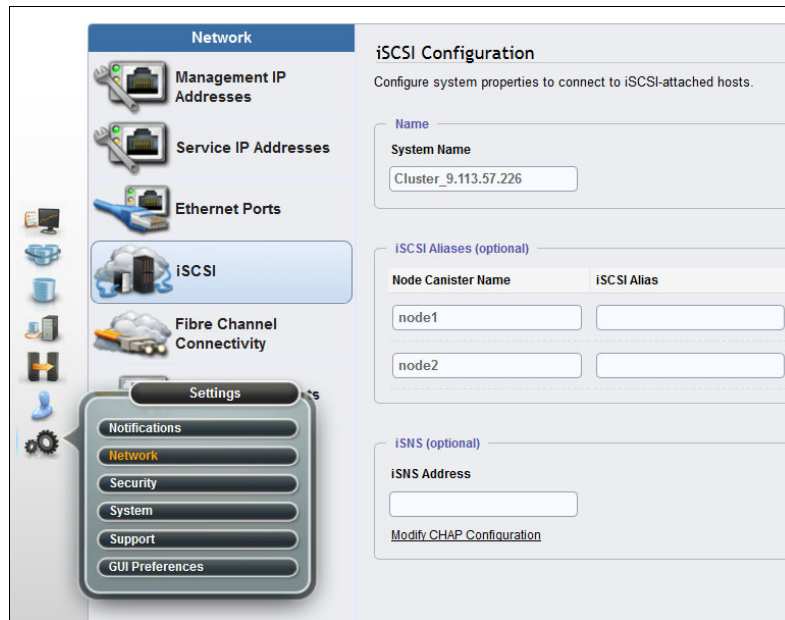 Network
Management IP
Addresses
Service IP Addresses
Ethernet Ports
iSCSI
Fibre Channel
Connectivity
Settings
Notifications
Network
Security
System
Support
GUI Preferences
iSCSI Configuration
Configure system properties to connect to iSCSI-attached hosts.
Name
System Name
Cluster_9.113.57.226
iSCSI Aliases (optional)
Node Canister Name iSCSI Alias
node1
node2
iSNS (optional)
iSNS Address
Modify CHAP Configuration